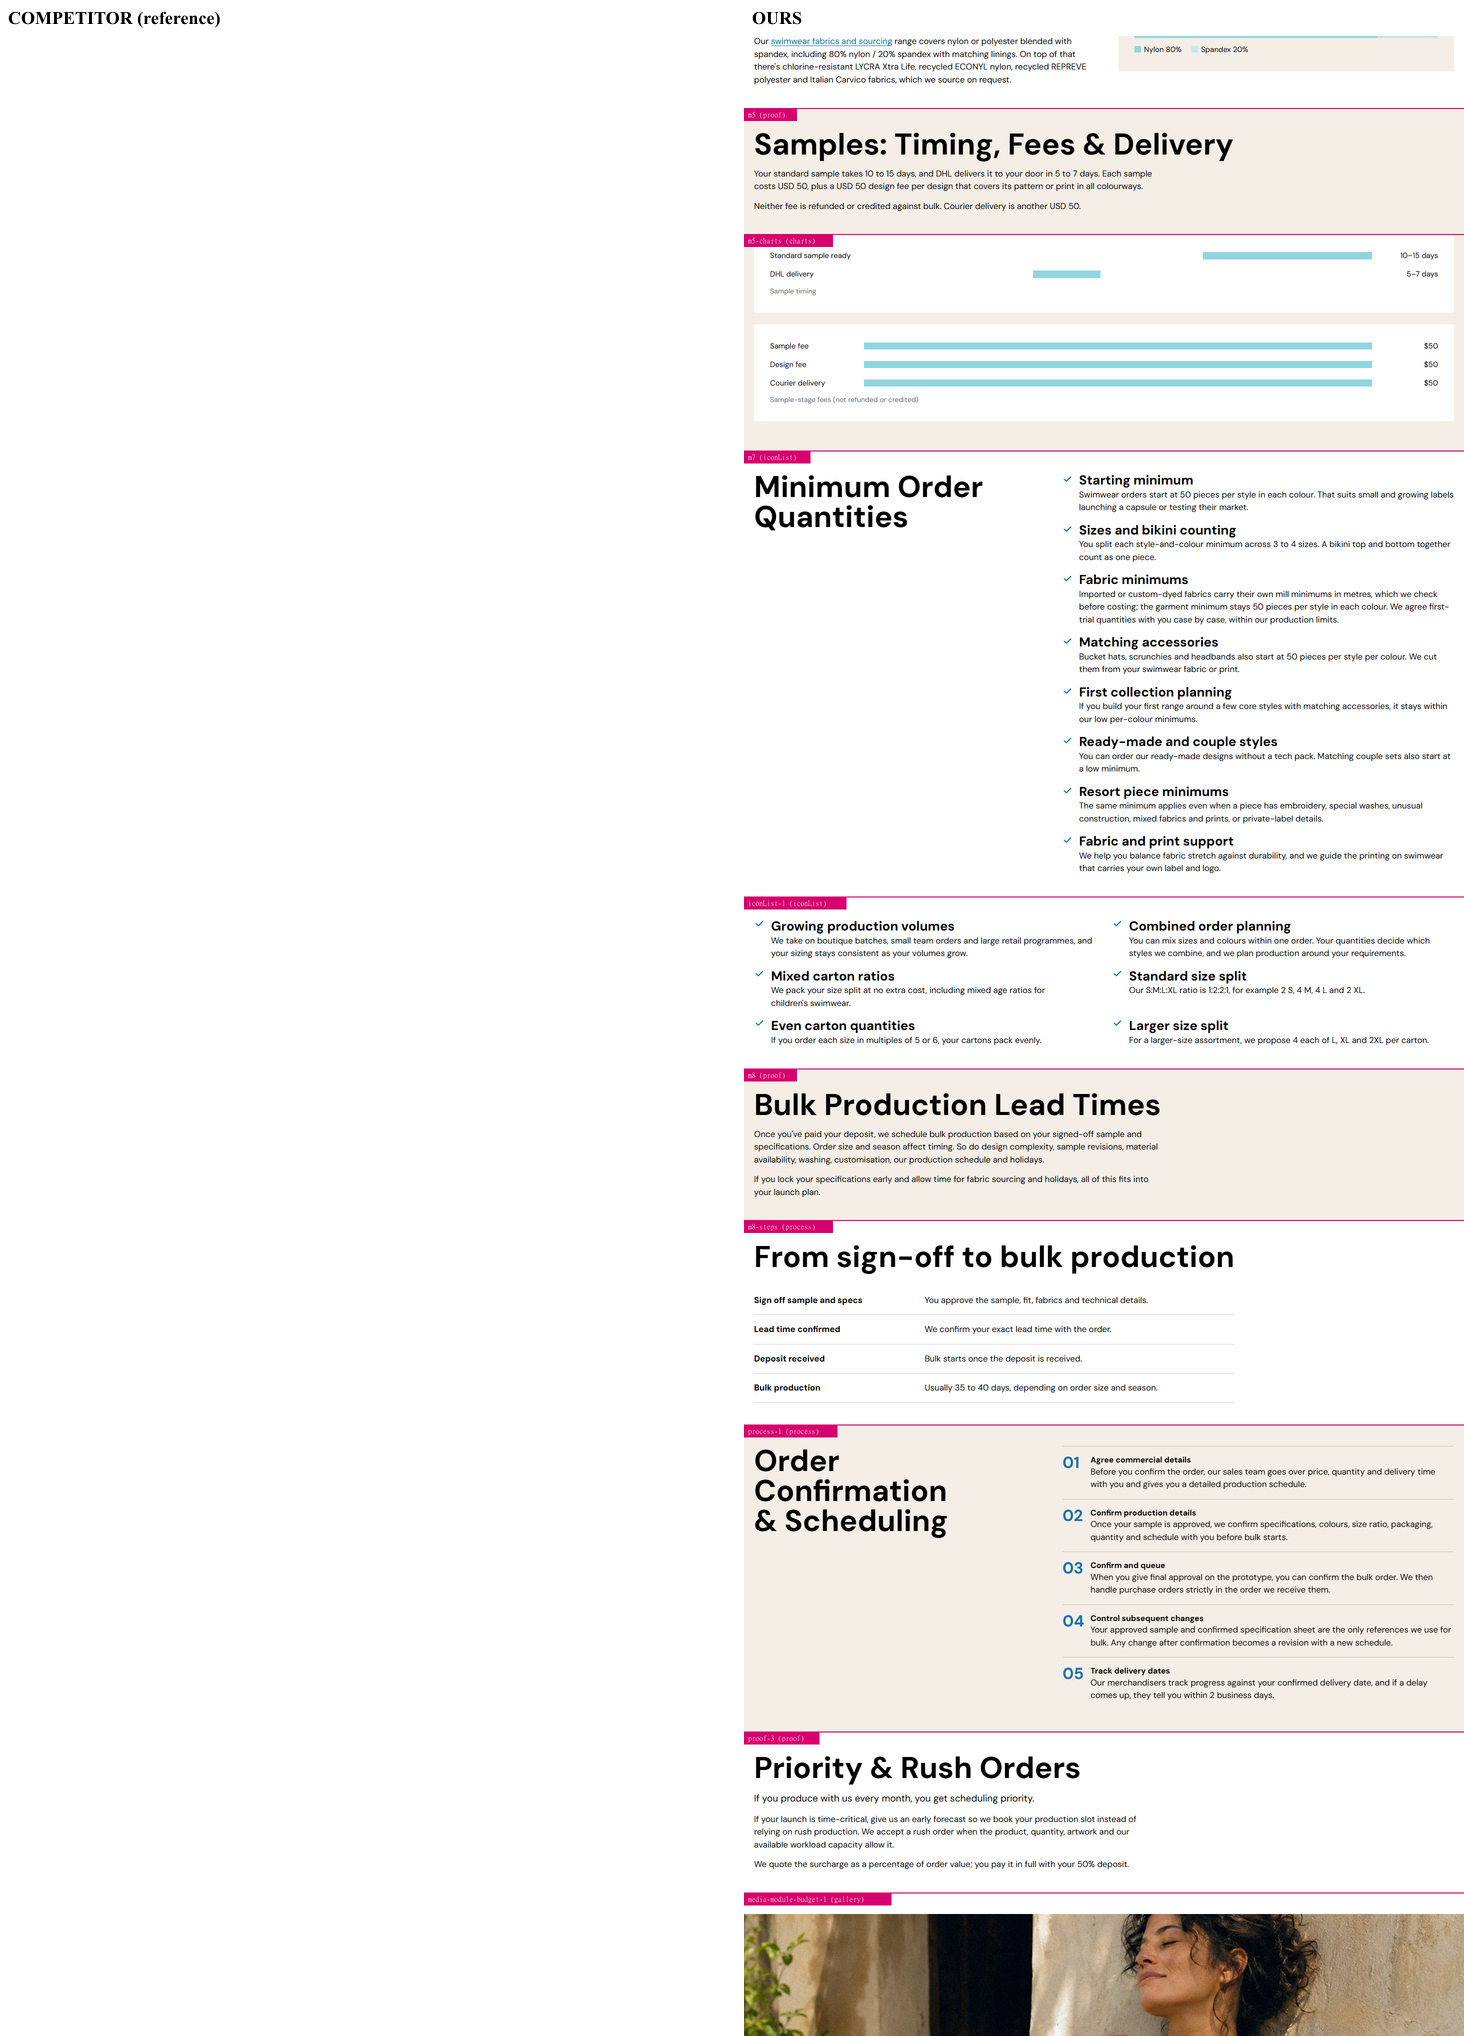 COMPETITOR (reference)
OURS
Our swimwear fabrics and sourcing range covers nylon or polyester blended with
spandex, including 80% nylon / 20% spandex with matching linings. On top of that
there's chlorine-resistant LYCRA Xtra Life, recycled ECONYL nylon, recycled REPREVE
polyester and Italian Carvico fabrics, which we source on request.
Nylon 80% Spandex 20%
m5 (proof)
Samples: Timing, Fees & Delivery
Your standard sample takes 10 to 15 days, and DHL delivers it to your door in 5 to 7 days. Each sample
costs USD 50, plus a USD 50 design fee per design that covers its pattern or print in all colourways.
Neither fee is refunded or credited against bulk. Courier delivery is another USD 50.
m5-charts (charts)
Standard sample ready 10–15 days
DHL delivery 5–7 days
Sample timing
Sample fee $50
Design fee $50
Courier delivery $50
Sample-stage fees (not refunded or credited)
m7 (iconList)
Minimum Order
Quantities
Starting minimum
Swimwear orders start at 50 pieces per style in each colour. That suits small and growing labels
launching a capsule or testing their market.
Sizes and bikini counting
You split each style-and-colour minimum across 3 to 4 sizes. A bikini top and bottom together
count as one piece.
Fabric minimums
Imported or custom-dyed fabrics carry their own mill minimums in metres, which we check
before costing; the garment minimum stays 50 pieces per style in each colour. We agree first-
trial quantities with you case by case, within our production limits.
Matching accessories
Bucket hats, scrunchies and headbands also start at 50 pieces per style per colour. We cut
them from your swimwear fabric or print.
First collection planning
If you build your first range around a few core styles with matching accessories, it stays within
our low per-colour minimums.
Ready-made and couple styles
You can order our ready-made designs without a tech pack. Matching couple sets also start at
a low minimum.
Resort piece minimums
The same minimum applies even when a piece has embroidery, special washes, unusual
construction, mixed fabrics and prints, or private-label details.
Fabric and print support
We help you balance fabric stretch against durability, and we guide the printing on swimwear
that carries your own label and logo.
iconList-1 (iconList)
Growing production volumes
We take on boutique batches, small team orders and large retail programmes, and
your sizing stays consistent as your volumes grow.
Combined order planning
You can mix sizes and colours within one order. Your quantities decide which
styles we combine, and we plan production around your requirements.
Mixed carton ratios
We pack your size split at no extra cost, including mixed age ratios for
children's swimwear.
Standard size split
Our S:M:L:XL ratio is 1:2:2:1, for example 2 S, 4 M, 4 L and 2 XL.
Even carton quantities
If you order each size in multiples of 5 or 6, your cartons pack evenly.
Larger size split
For a larger-size assortment, we propose 4 each of L, XL and 2XL per carton.
m8 (proof)
Bulk Production Lead Times
Once you've paid your deposit, we schedule bulk production based on your signed-off sample and
specifications. Order size and season affect timing. So do design complexity, sample revisions, material
availability, washing, customisation, our production schedule and holidays.
If you lock your specifications early and allow time for fabric sourcing and holidays, all of this fits into
your launch plan.
m8-steps (process)
From sign-off to bulk production
Sign off sample and specs You approve the sample, fit, fabrics and technical details.
Lead time confirmed We confirm your exact lead time with the order.
Deposit received Bulk starts once the deposit is received.
Bulk production Usually 35 to 40 days, depending on order size and season.
process-1 (process)
Order
Confirmation
& Scheduling
01 Agree commercial details
Before you confirm the order, our sales team goes over price, quantity and delivery time
with you and gives you a detailed production schedule.
02 Confirm production details
Once your sample is approved, we confirm specifications, colours, size ratio, packaging,
quantity and schedule with you before bulk starts.
03 Confirm and queue
When you give final approval on the prototype, you can confirm the bulk order. We then
handle purchase orders strictly in the order we receive them.
04 Control subsequent changes
Your approved sample and confirmed specification sheet are the only references we use for
bulk. Any change after confirmation becomes a revision with a new schedule.
05 Track delivery dates
Our merchandisers track progress against your confirmed delivery date, and if a delay
comes up, they tell you within 2 business days.
proof-3 (proof)
Priority & Rush Orders
If you produce with us every month, you get scheduling priority.
If your launch is time-critical, give us an early forecast so we book your production slot instead of
relying on rush production. We accept a rush order when the product, quantity, artwork and our
available workload capacity allow it.
We quote the surcharge as a percentage of order value; you pay it in full with your 50% deposit.
media-module-budget-1 (gallery)